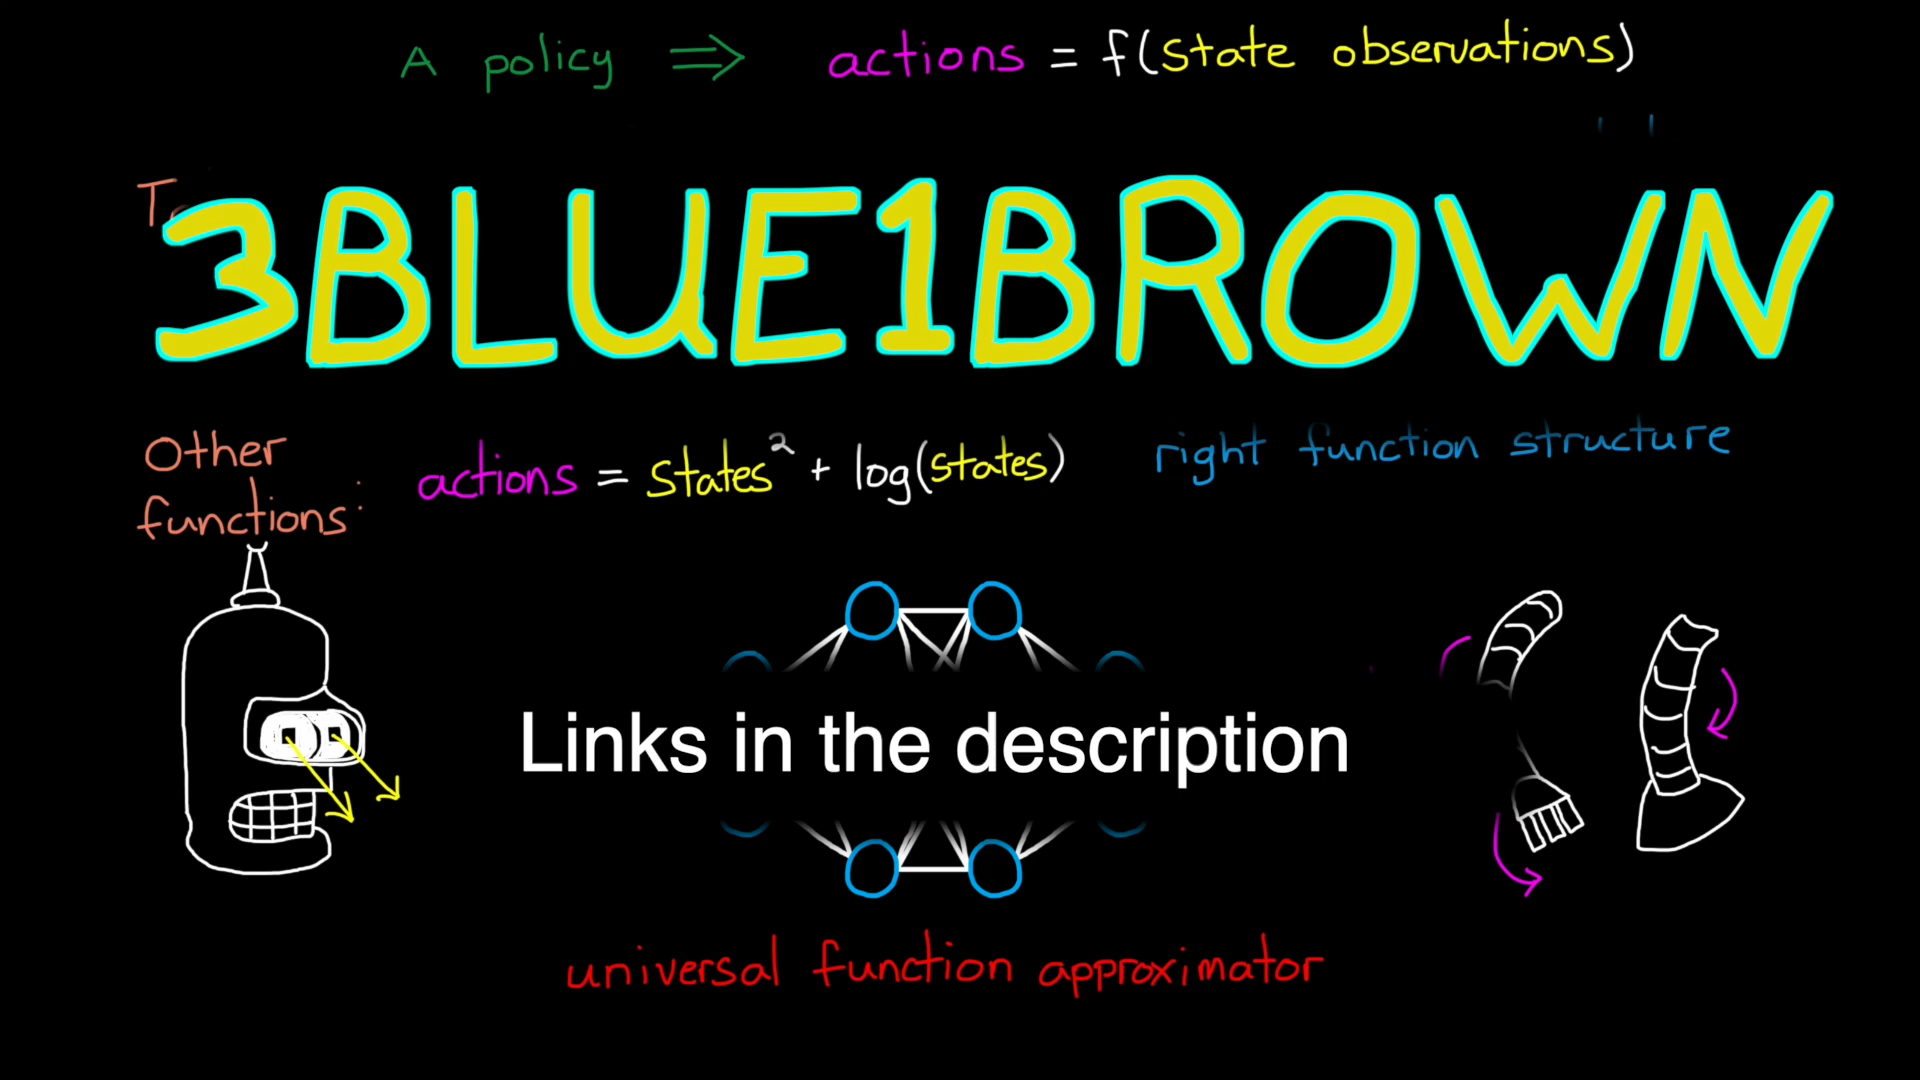 A policy ⇒ actions = f(state observations)
3BLUE1BROWN
Other
functions:
actions = states² + log(states)
right function structure
Links in the description
universal function approximator